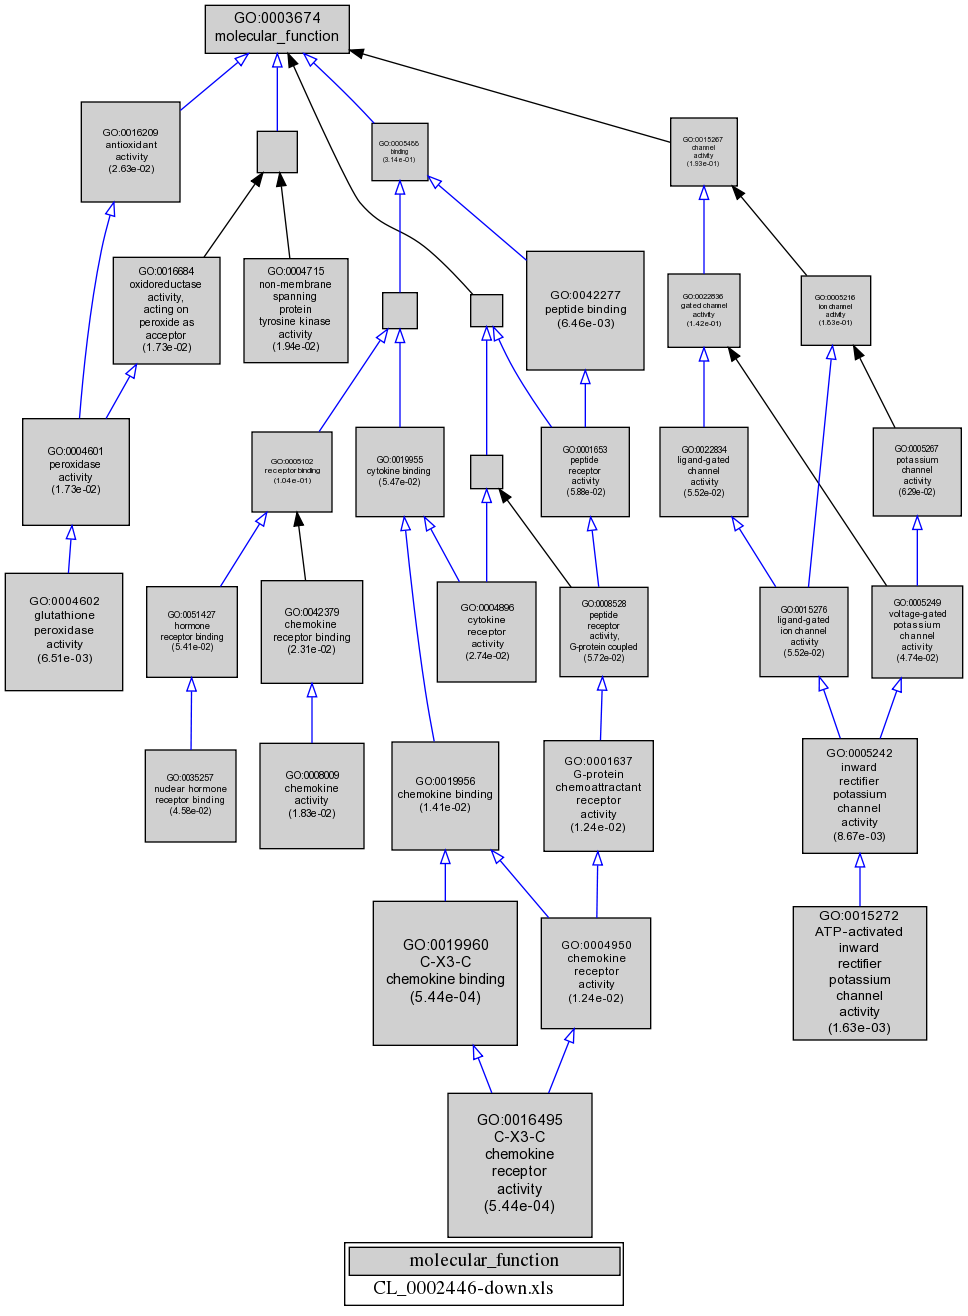 GO:0003674
molecular_function
GO:0016209
antioxidant
activity
(2.63e-02)
GO:0005488
binding
(3.14e-01)
GO:0015267
channel
activity
(1.93e-01)
GO:0016684
oxidoreductase
activity,
acting on
peroxide as
acceptor
(1.73e-02)
GO:0004715
non-membrane
spanning
protein
tyrosine kinase
activity
(1.94e-02)
GO:0042277
peptide binding
(6.46e-03)
GO:0022836
gated channel
activity
(1.42e-01)
GO:0005216
ion channel
activity
(1.63e-01)
GO:0004601
peroxidase
activity
(1.73e-02)
GO:0005102
receptor binding
(1.04e-01)
GO:0019955
cytokine binding
(5.47e-02)
GO:0001653
peptide
receptor
activity
(5.88e-02)
GO:0022834
ligand-gated
channel
activity
(5.52e-02)
GO:0005267
potassium
channel
activity
(6.29e-02)
GO:0004602
glutathione
peroxidase
activity
(6.51e-03)
GO:0051427
hormone
receptor binding
(5.41e-02)
GO:0042379
chemokine
receptor binding
(2.31e-02)
GO:0004896
cytokine
receptor
activity
(2.74e-02)
GO:0008528
peptide
receptor
activity,
G-protein coupled
(5.72e-02)
GO:0015276
ligand-gated
ion channel
activity
(5.52e-02)
GO:0005249
voltage-gated
potassium
channel
activity
(4.74e-02)
GO:0035257
nuclear hormone
receptor binding
(4.58e-02)
GO:0008009
chemokine
activity
(1.83e-02)
GO:0019956
chemokine binding
(1.41e-02)
GO:0001637
G-protein
chemoattractant
receptor
activity
(1.24e-02)
GO:0005242
inward
rectifier
potassium
channel
activity
(8.67e-03)
GO:0019960
C-X3-C
chemokine binding
(5.44e-04)
GO:0004950
chemokine
receptor
activity
(1.24e-02)
GO:0015272
ATP-activated
inward
rectifier
potassium
channel
activity
(1.63e-03)
GO:0016495
C-X3-C
chemokine
receptor
activity
(5.44e-04)
molecular_function
CL_0002446-down.xls